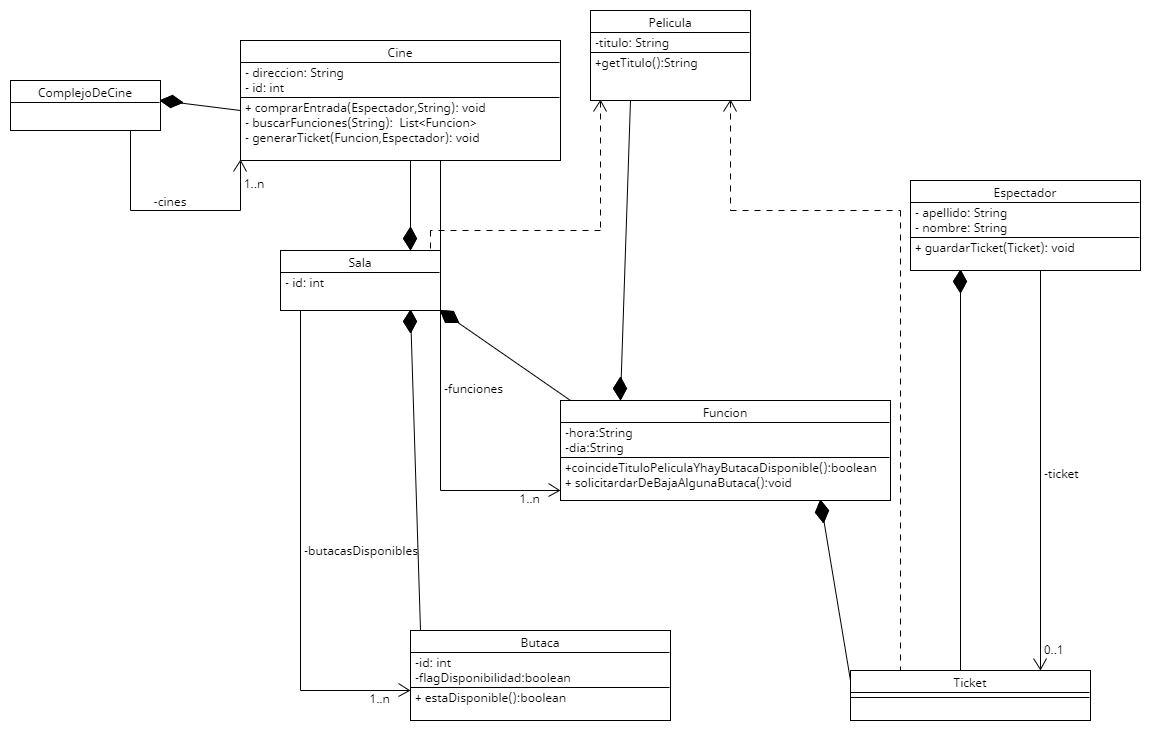 Pelicula
-titulo: String
+getTitulo():String
Cine
- direccion: String
- id: int
+ comprarEntrada(Espectador,String): void
- buscarFunciones(String):  List<Funcion>
- generarTicket(Funcion,Espectador): void
ComplejoDeCine
1..n
-cines
Espectador
- apellido: String
- nombre: String
+ guardarTicket(Ticket): void
Sala
- id: int
-funciones
Funcion
-hora:String
-dia:String
+coincideTituloPeliculaYhayButacaDisponible():boolean
+ solicitardarDeBajaAlgunaButaca():void
1..n
-ticket
-butacasDisponibles
Butaca
-id: int
-flagDisponibilidad:boolean
+ estaDisponible():boolean
1..n
0..1
Ticket